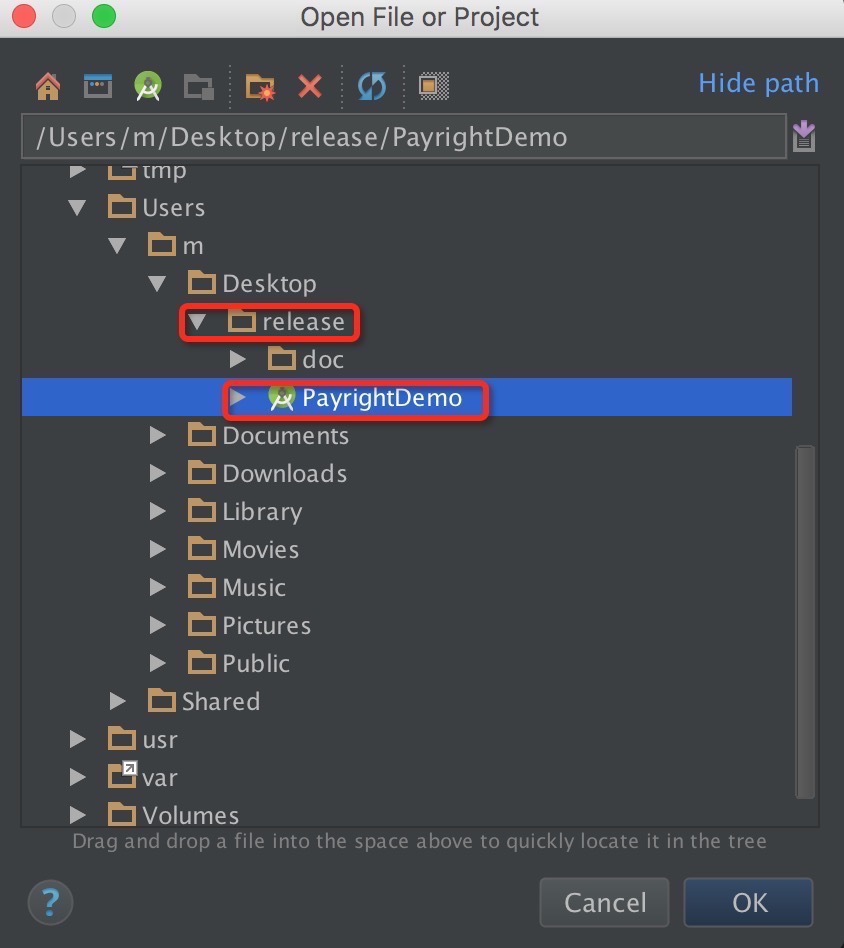 Open File or Project
Hide path
/Users/m/Desktop/release/PayrightDemo
tmp
Users
m
Desktop
release
doc
PayrightDemo
Documents
Downloads
Library
Movies
Music
Pictures
Public
Shared
usr
var
Volumes
Drag and drop a file into the space above to quickly locate it in the tree
?
Cancel
OK